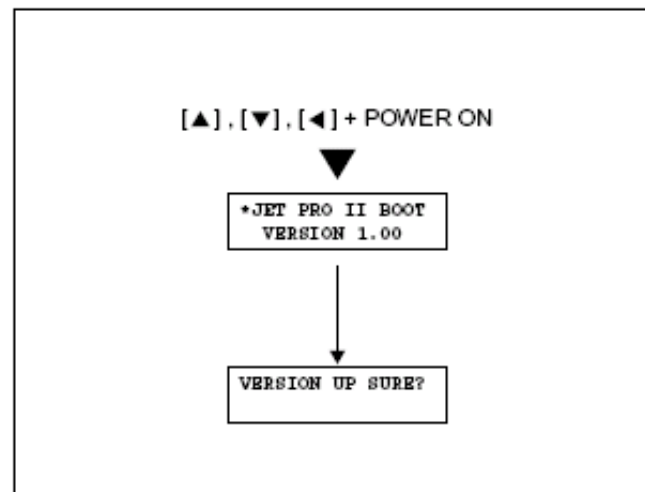 [▲] , [▼] , [◄] + POWER ON
*JET PRO II BOOT
VERSION 1.00
VERSION UP SURE?